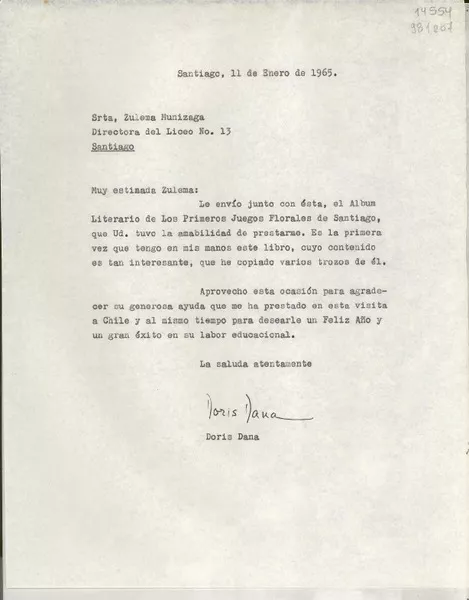 14554
981207
Santiago, 11 de Enero de 1965.
Srta, Zulema Munizaga
Directora del Liceo No. 13
Santiago
Muy estimada Zulema:
Le envío junto con ésta, el Album
Literario de Los Primeros Juegos Florales de Santiago,
que Ud. tuvo la amabilidad de prestarme. Es la primera
vez que tengo en mis manos este libro, cuyo contenido
es tan interesante, que he copiado varios trozos de él.
Aprovecho esta ocasión para agrade-
cer su generosa ayuda que me ha prestado en esta visita
a Chile y al mismo tiempo para desearle un Feliz Año y
un gran éxito en su labor educacional.
La saluda atentamente
Doris Dana
Doris Dana